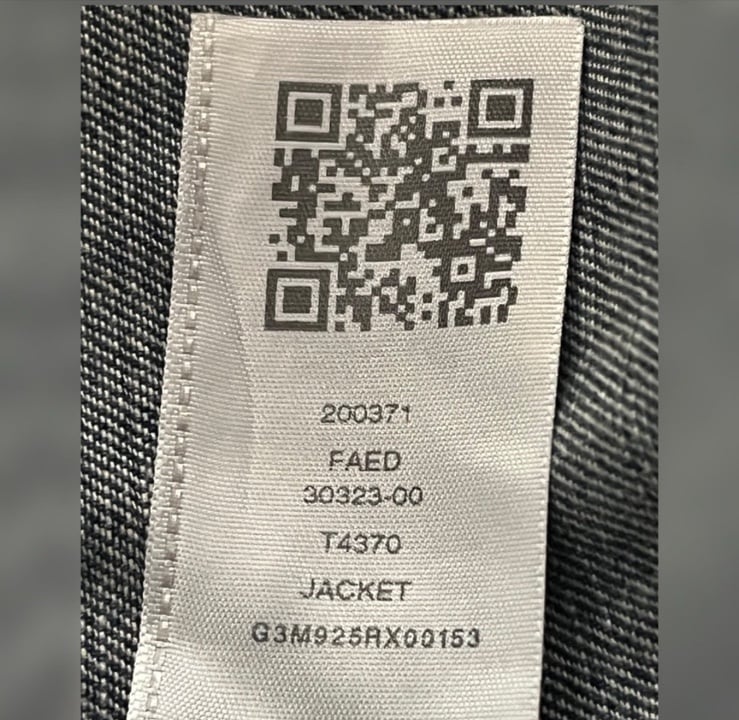 200371
FAED
30323-00
T4370
JACKET
G3M925RX00153